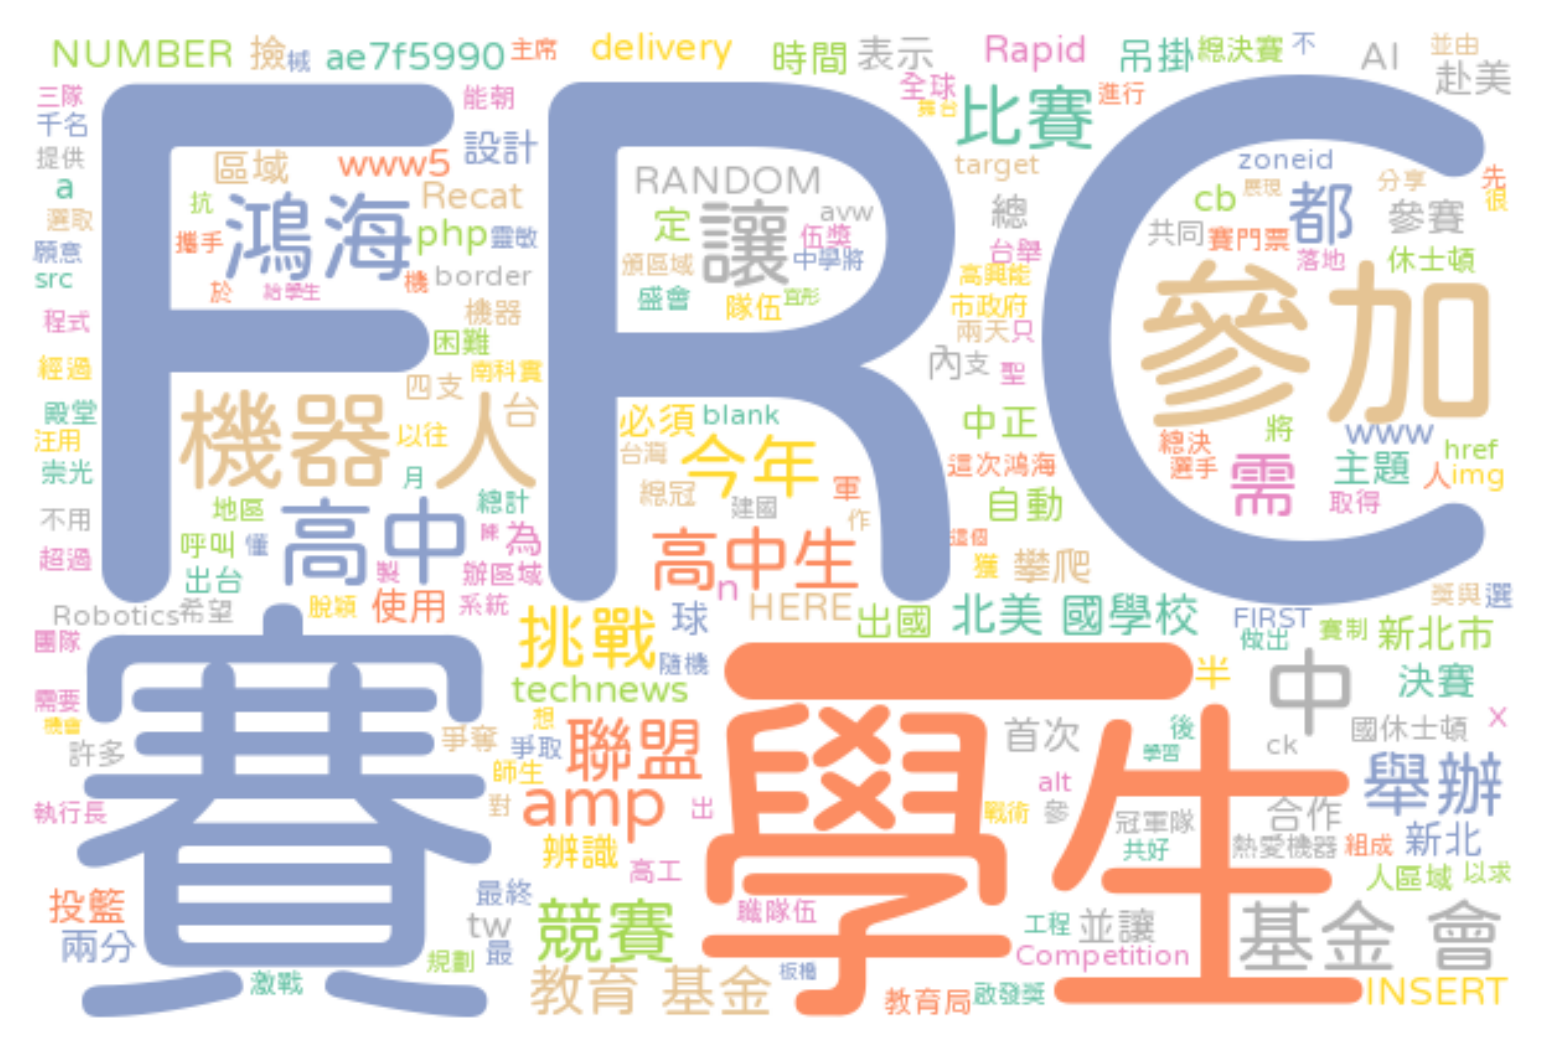 NUMBER 撿 械 ae7f5990 主席 delivery 時間 表示 Rapid 吊掛 總決賽 不 AI 並由
三隊 能朝 全球 舞台 比賽 進行 赴美
千名 設計
提供 區域 www5 RANDOM target zoneid 先
a Recat cb 展現 分享 很
選取 抗 鴻海 php 靈敏 定 讓 avw 伍獎 總 都 參賽
願意 攜手 頒區域 中學將 台舉 共同 賽門票 落地 休士頓
src 於 給學生 機 border 盛會 隊伍 宜彤 高興能
程式 機器 市政府
FRC
困難 兩天 只 參加
經過 四支 南科實 內 支 聖
殿堂 機器人 台 必須 blank 中正 將 www
注用 以往 台灣 今年 總決 href
崇光 月 總冠 軍 這次鴻海 選手 需 主題 人 img
不用 地區 高中 總計 建國 作 自動 取得
超過 呼叫 懂 陳 為 高中生 這個
出台 製 辦區域 n 獲 攀爬
Robotics 希望 脫穎 使用 系統 HERE 出國 北美 國學校 FIRST 獎與 選
團隊 挑戰 球 做出 賽制 新北市
賽 隨機 半 中 決賽
需要 technews
機會 想 學生 後 國休士頓 x
許多 爭奪 爭取 聯盟 首次 學習 ck
師生 alt 舉辦
執行長 對 amp 出 戰術 參 冠軍隊 合作
辨識 共好 熱愛機器 組成 新北
高工 人區域 以求
投籃 最終 競賽 職隊伍 工程 並讓 基金 會
兩分 tw 最 Competition
規劃 板橋
激戰 教育 基金 教育局 啟發獎 INSERT